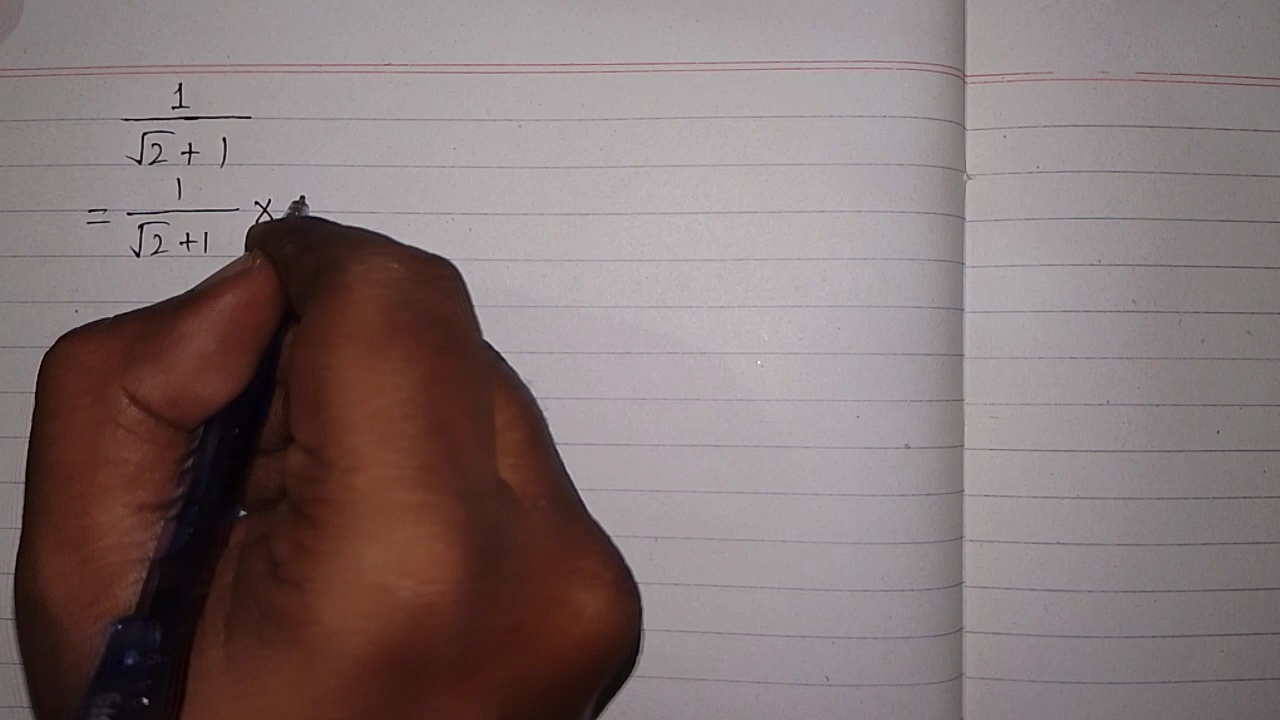 1/(√2 + 1)
= 1/(√2 + 1) ×